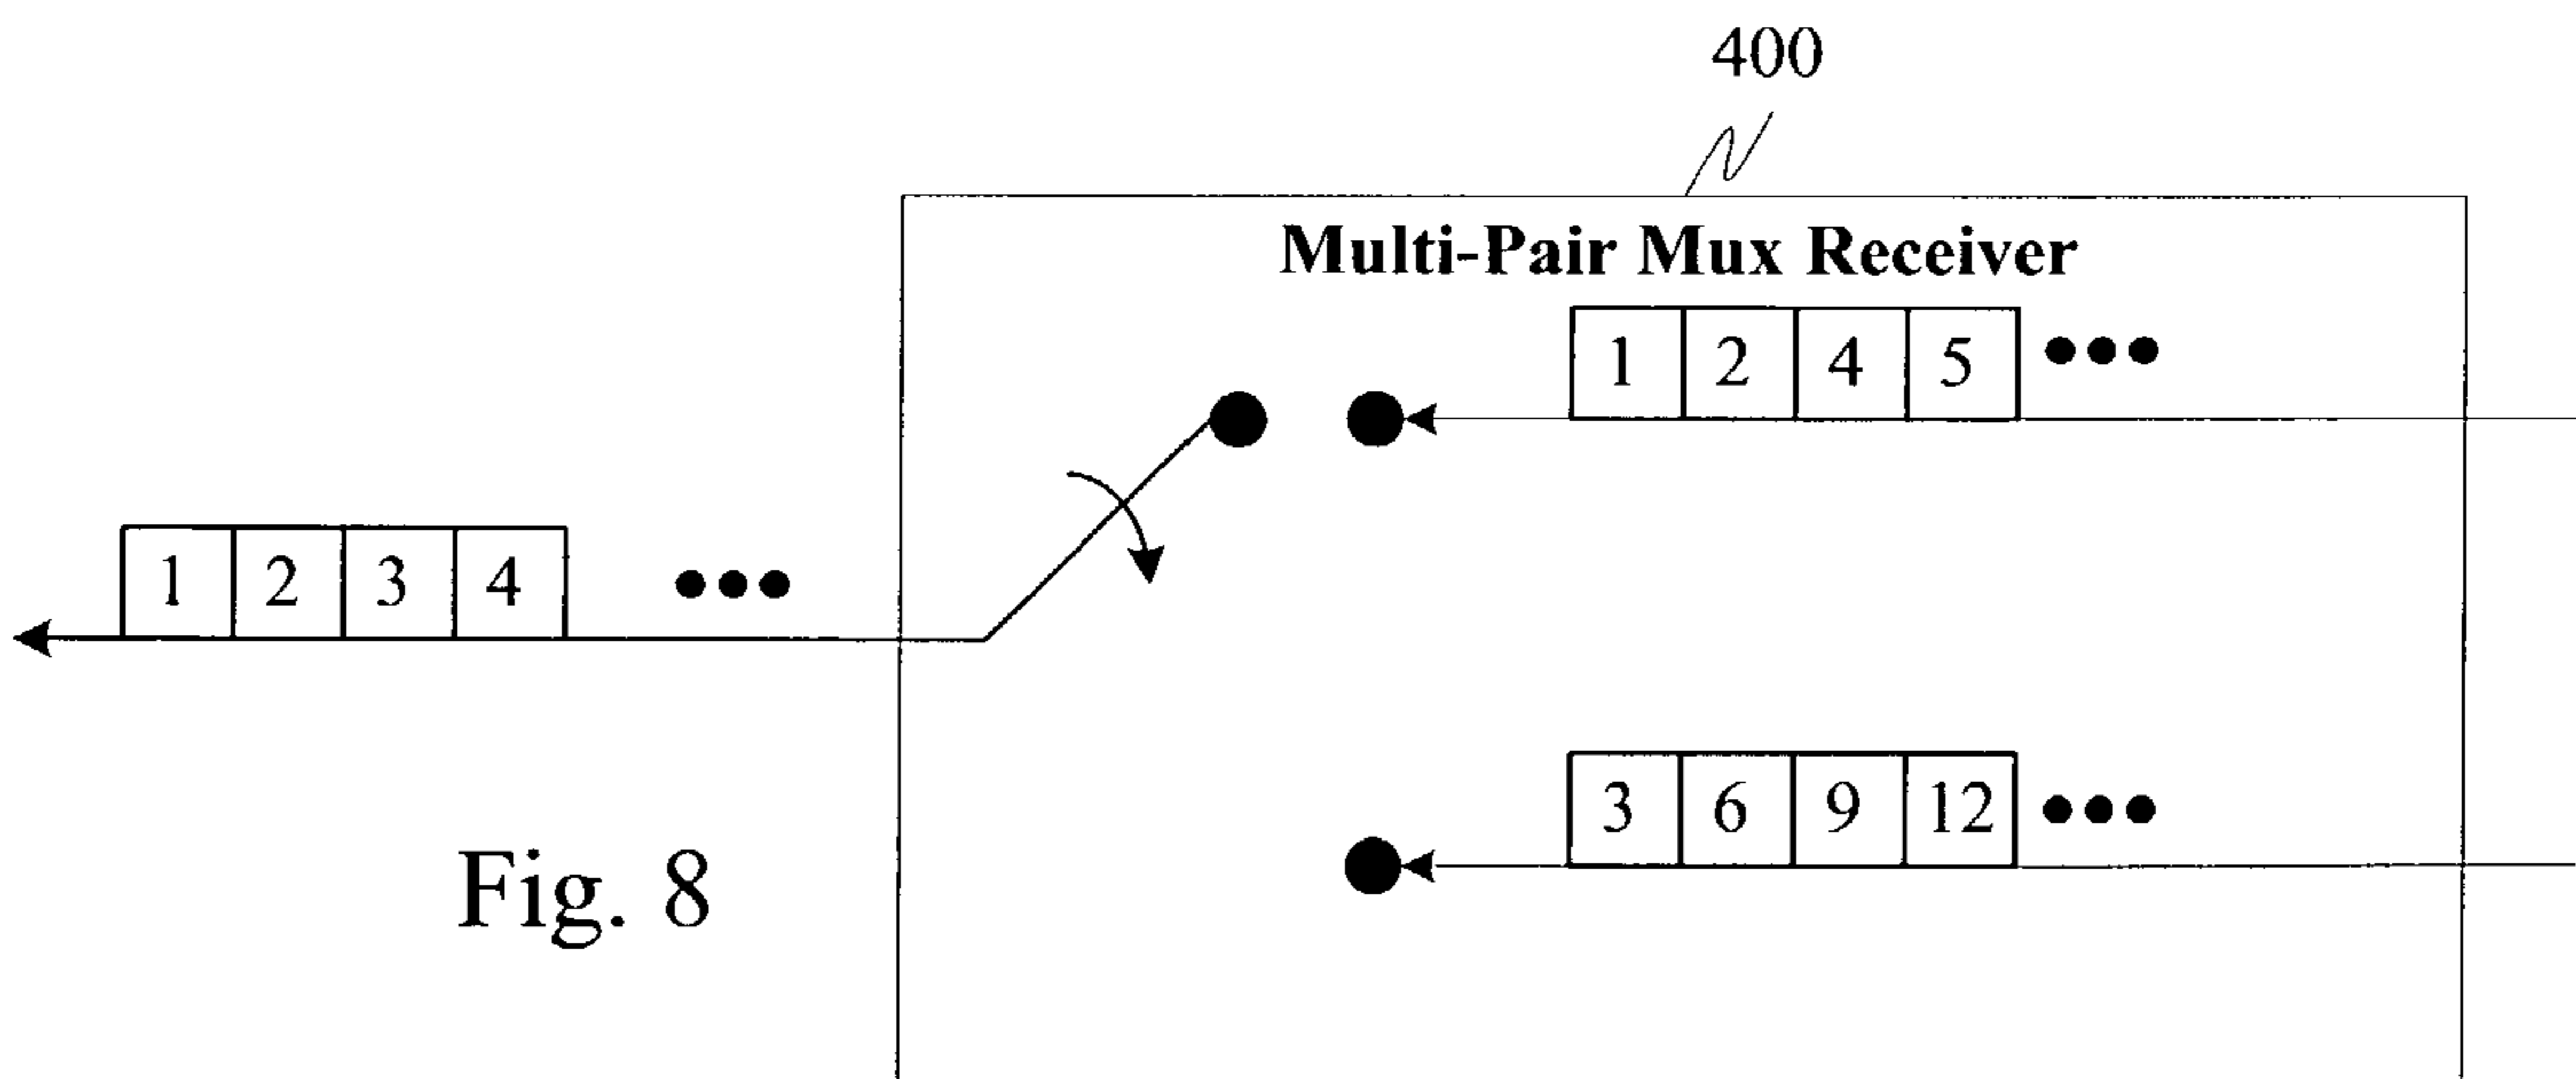 400
Multi-Pair Mux Receiver
1 2 4 5 •••
1 2 3 4 •••
3 6 9 12 •••
Fig. 8